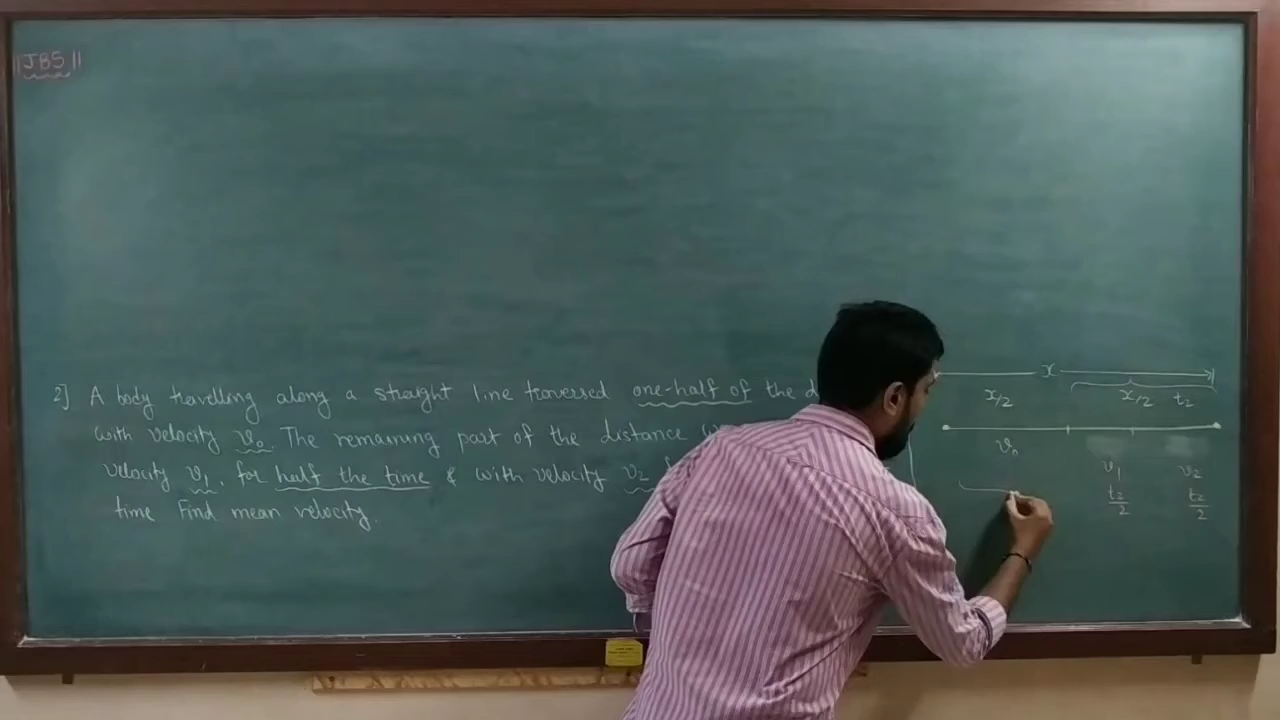 ||JBS||
2] A body travelling along a straight line traversed one-half of the
with velocity v₀. The remaining part of the distance
velocity v₁, for half the time & with velocity v₂
time Find mean velocity.
x
x/2 x/2 t₂
v₀ v₁ v₂
t₂/2 t₂/2